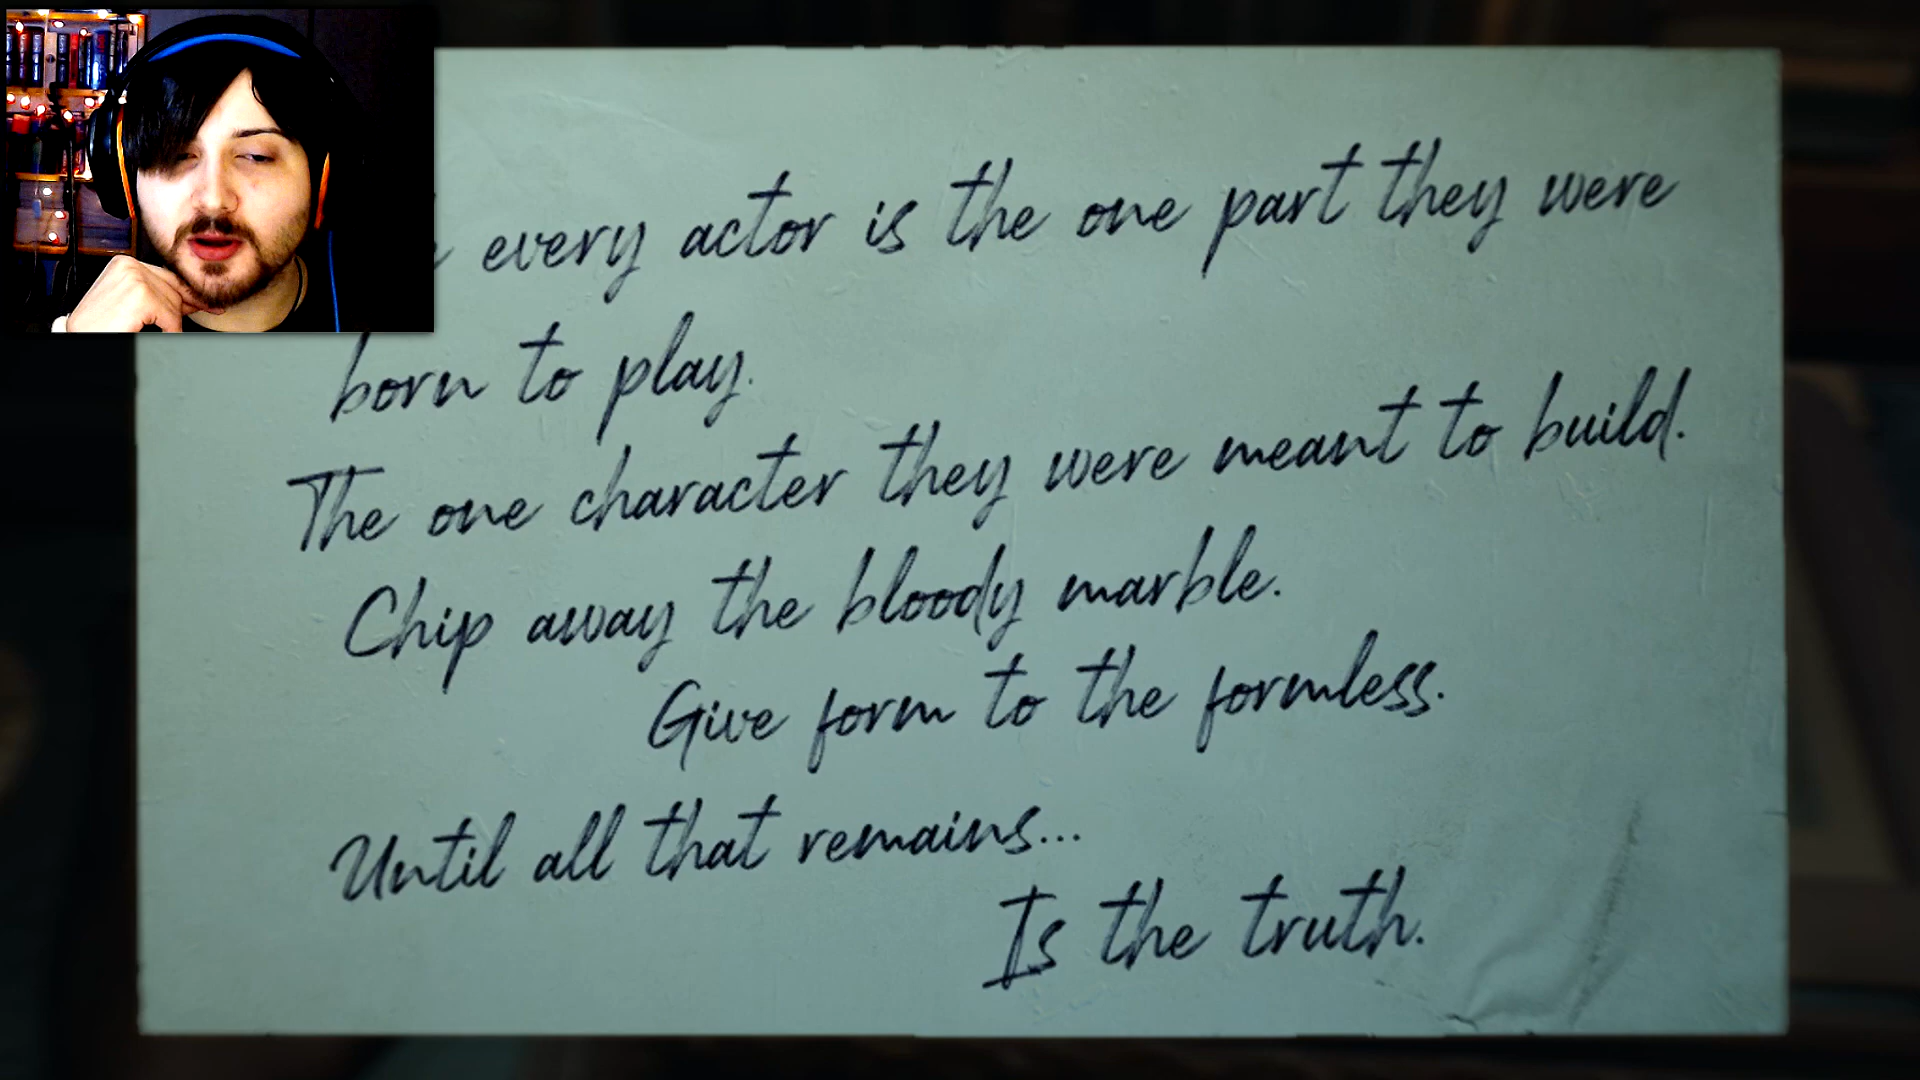 every actor is the one part they were
born to play.
The one character they were meant to build.
Chip away the bloody marble.
Give form to the formless.
Until all that remains...
Is the truth.